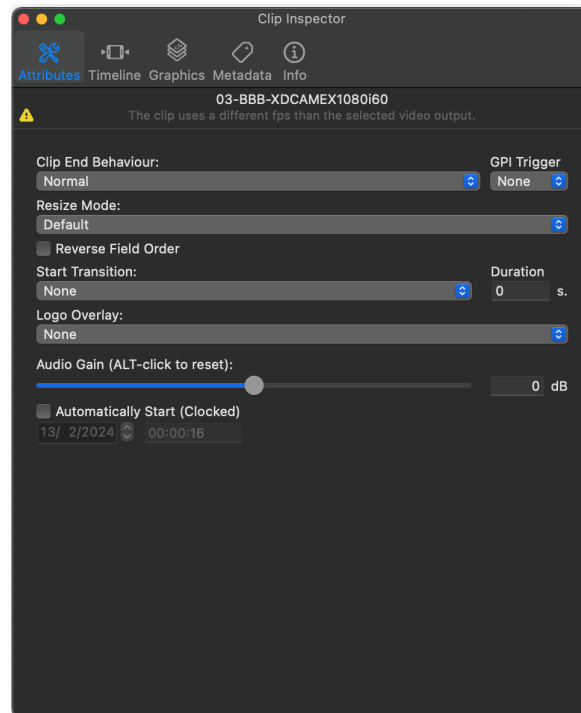 Clip Inspector
Attributes Timeline Graphics Metadata Info
03-BBB-XDCAMEX1080i60
The clip uses a different fps than the selected video output.
Clip End Behaviour: GPI Trigger
Normal None
Resize Mode:
Default
Reverse Field Order
Start Transition: Duration
None 0 s.
Logo Overlay:
None
Audio Gain (ALT-click to reset):
0 dB
Automatically Start (Clocked)
13/ 2/2024 00:00:16